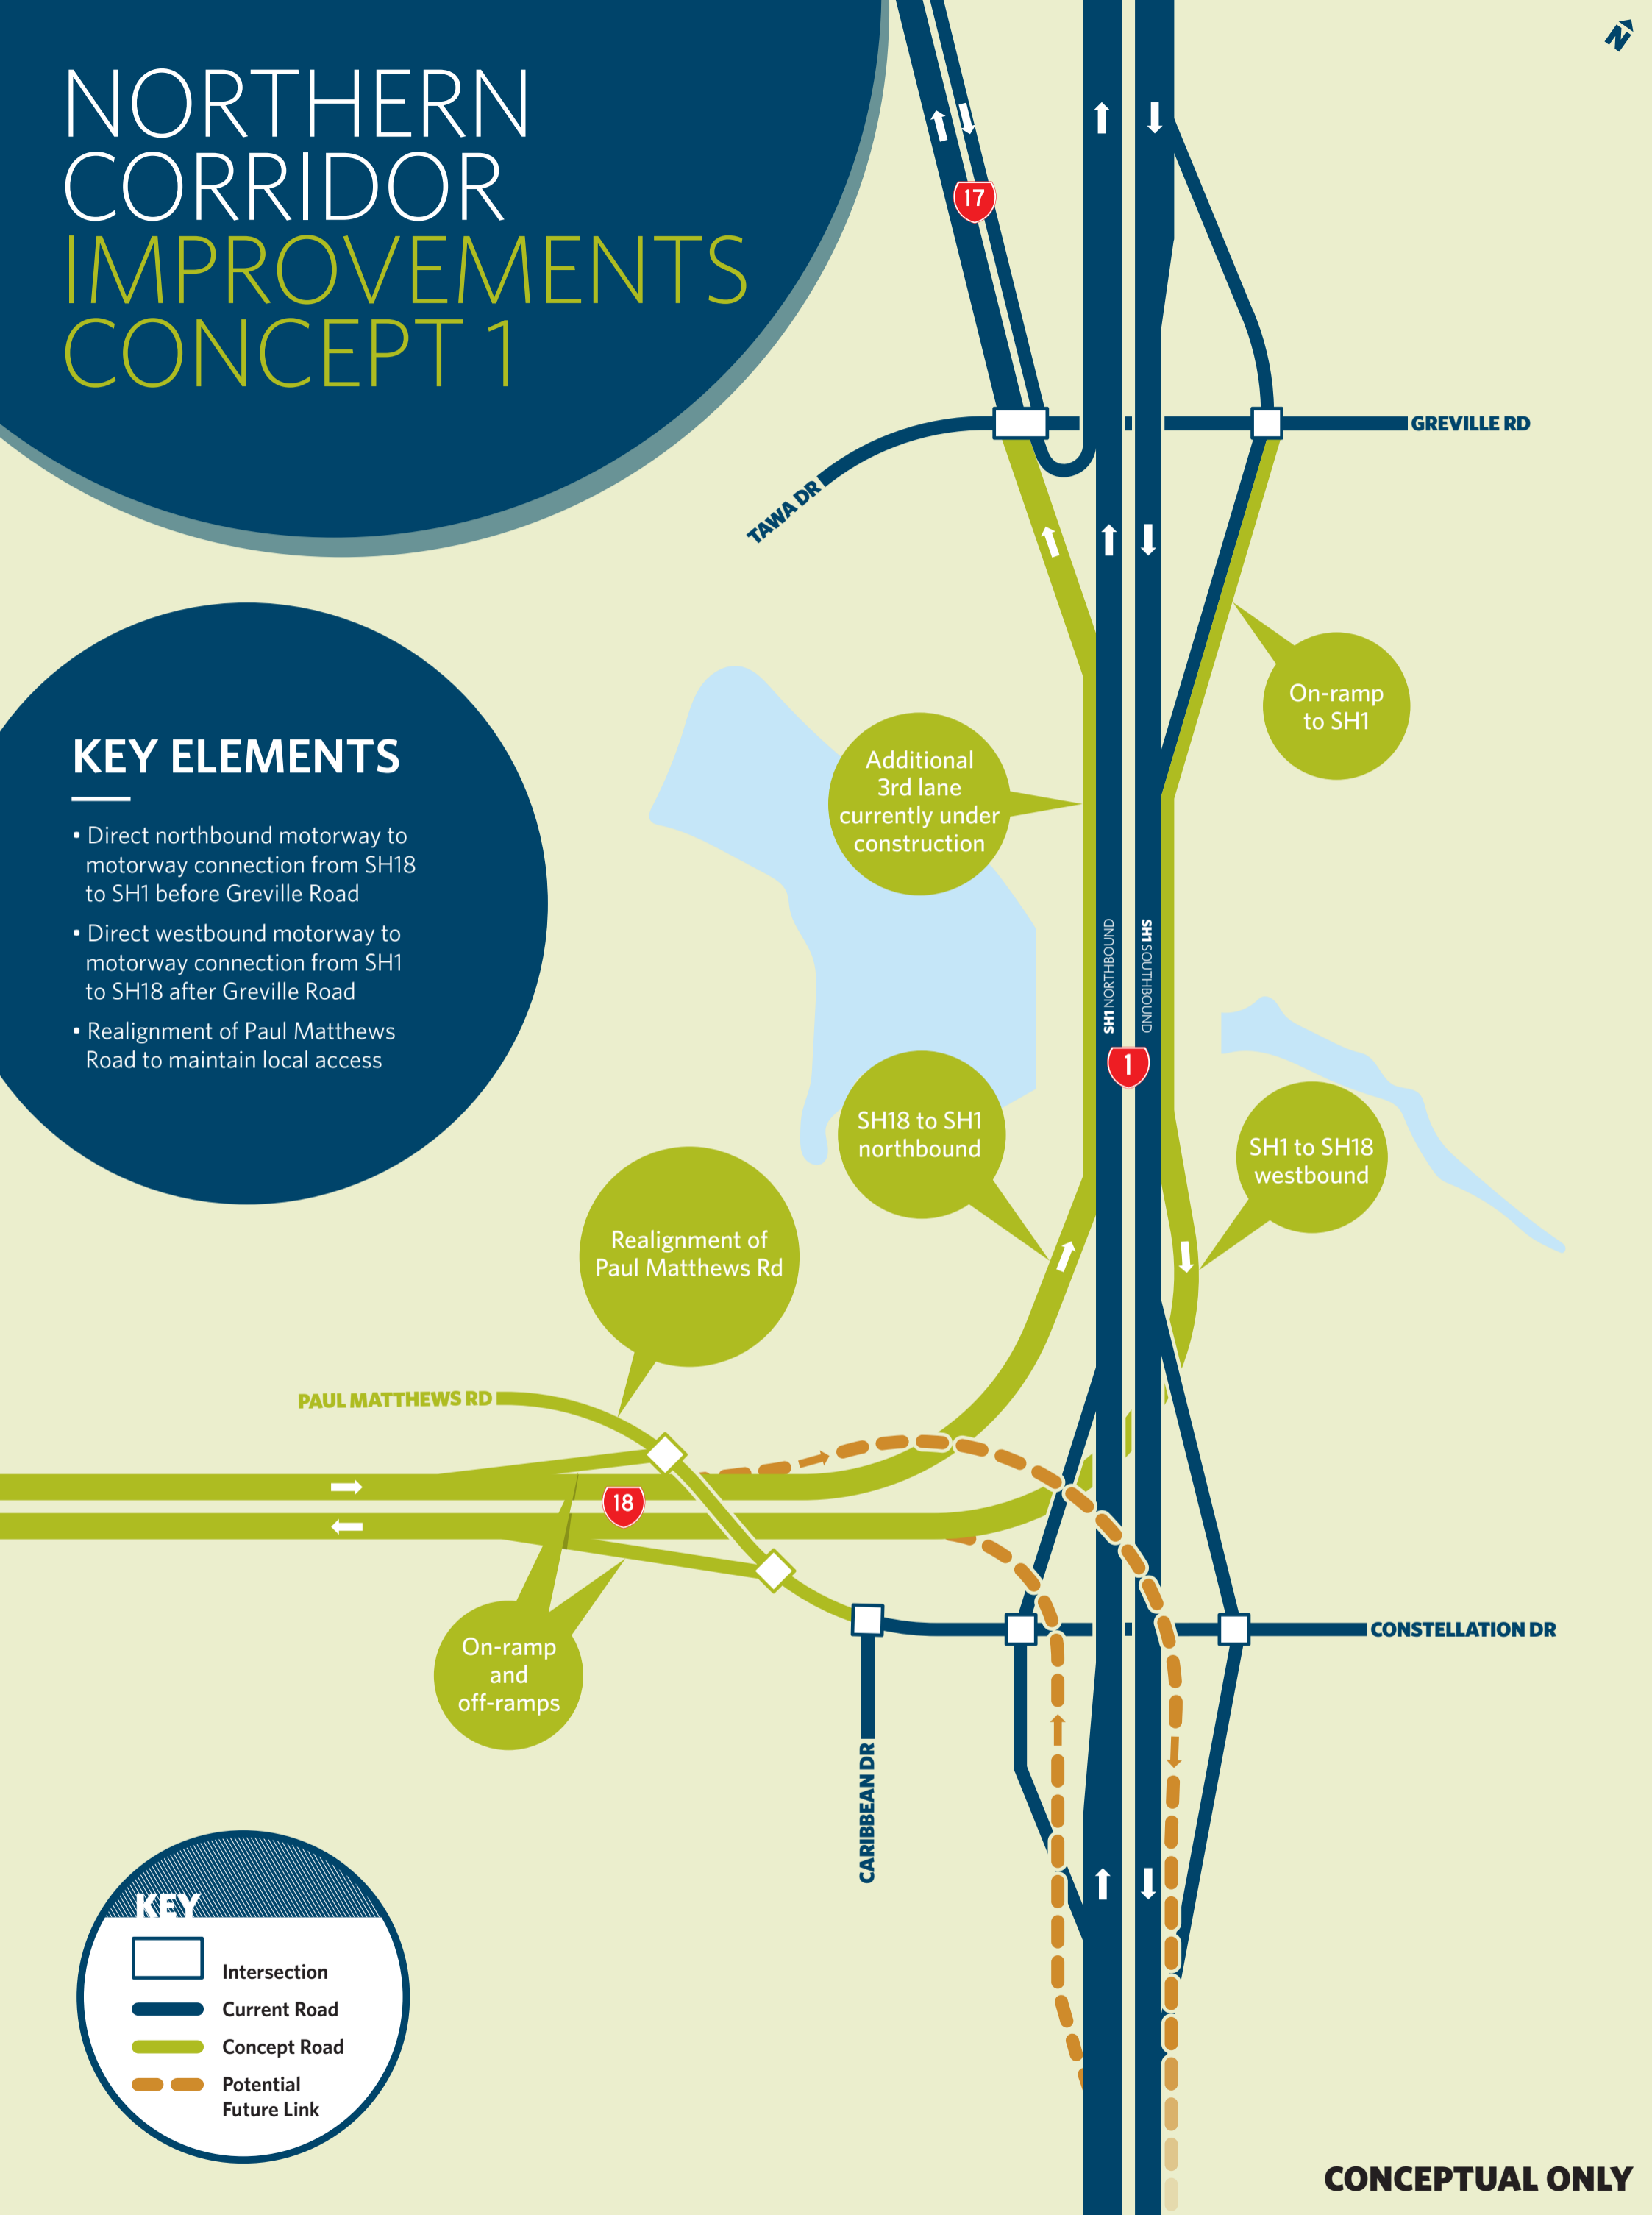 NORTHERN
CORRIDOR
IMPROVEMENTS
CONCEPT 1
N
17
GREVILLE RD
TAWA DR
On-ramp
to SH1
KEY ELEMENTS
• Direct northbound motorway to
motorway connection from SH18
to SH1 before Greville Road
• Direct westbound motorway to
motorway connection from SH1
to SH18 after Greville Road
• Realignment of Paul Matthews
Road to maintain local access
Additional
3rd lane
currently under
construction
SH1 NORTHBOUND
SH1 SOUTHBOUND
1
SH18 to SH1
northbound
SH1 to SH18
westbound
Realignment of
Paul Matthews Rd
PAUL MATTHEWS RD
18
On-ramp
and
off-ramps
CONSTELLATION DR
CARIBBEAN DR
KEY
Intersection
Current Road
Concept Road
Potential
Future Link
CONCEPTUAL ONLY